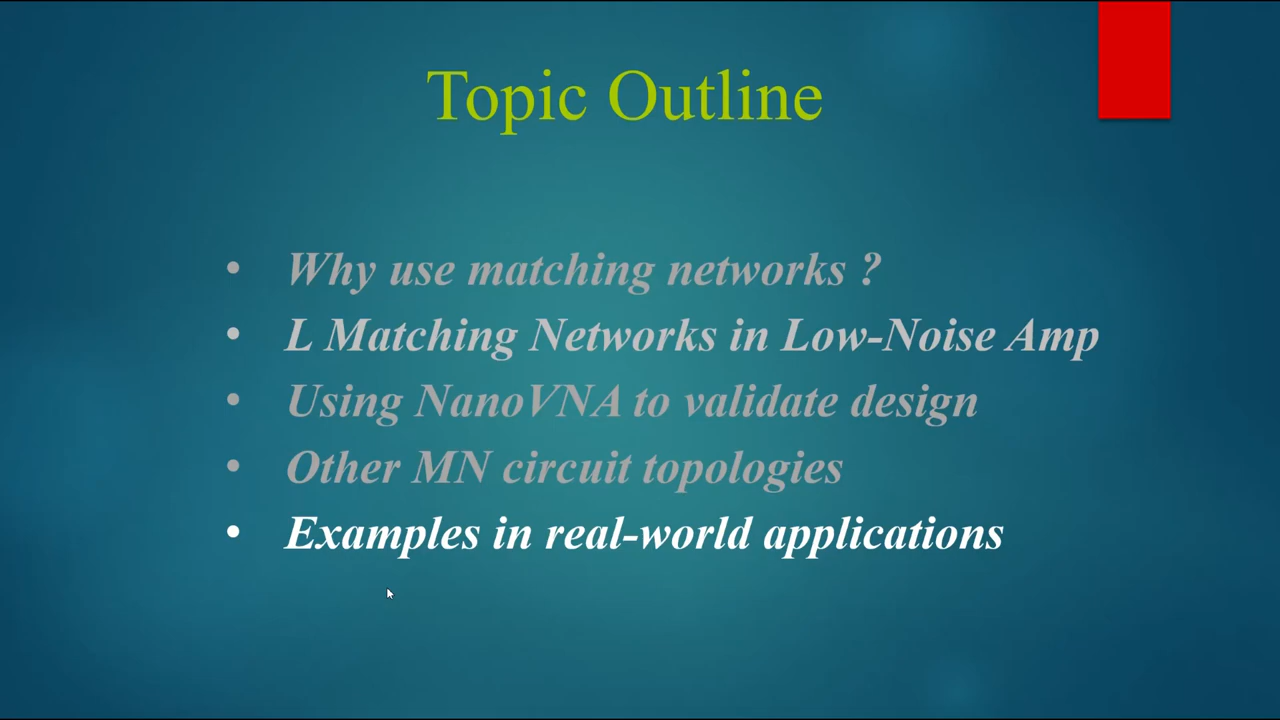 Topic Outline
• Why use matching networks ?
• L Matching Networks in Low-Noise Amp
• Using NanoVNA to validate design
• Other MN circuit topologies
• Examples in real-world applications